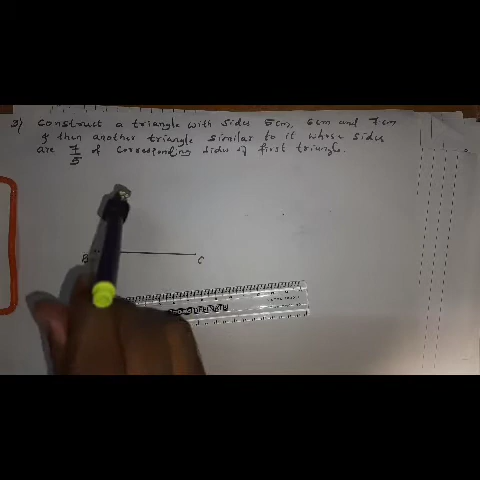 3) Construct a triangle with sides 5cm, 6cm and 7cm
& then another triangle similar to it whose sides
are 7/5 of corresponding sides of first triangle.
B C